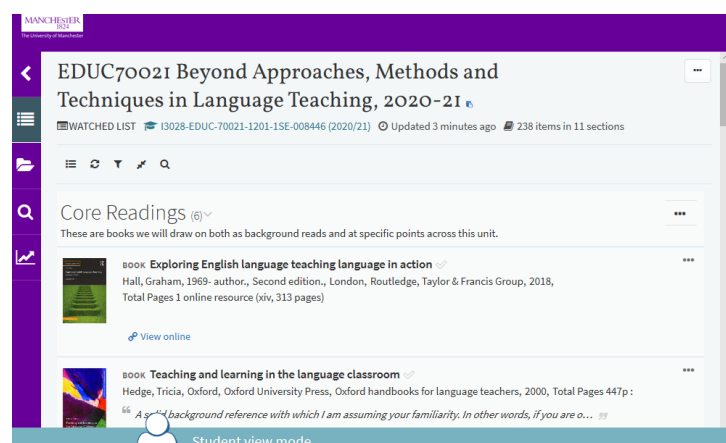 MANCHESTER
1824
The University of Manchester
EDUC70021 Beyond Approaches, Methods and
Techniques in Language Teaching, 2020-21
WATCHED LIST I3028-EDUC-70021-1201-1SE-008446 (2020/21) Updated 3 minutes ago 238 items in 11 sections
Core Readings (6)
These are books we will draw on both as background reads and at specific points across this unit.
BOOK Exploring English language teaching language in action
Hall, Graham, 1969- author., Second edition., London, Routledge, Taylor & Francis Group, 2018,
Total Pages 1 online resource (xiv, 313 pages)
View online
BOOK Teaching and learning in the language classroom
Hedge, Tricia, Oxford, Oxford University Press, Oxford handbooks for language teachers, 2000, Total Pages 447p :
“ A solid background reference with which I am assuming your familiarity. In other words, if you are o... ”
Student view mode